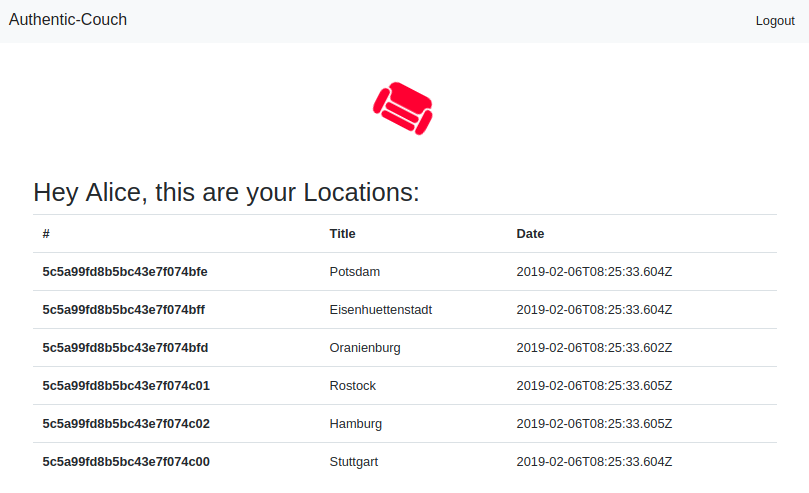 Authentic-Couch Logout
Hey Alice, this are your Locations:
# Title Date
5c5a99fd8b5bc43e7f074bfe Potsdam 2019-02-06T08:25:33.604Z
5c5a99fd8b5bc43e7f074bff Eisenhuettenstadt 2019-02-06T08:25:33.604Z
5c5a99fd8b5bc43e7f074bfd Oranienburg 2019-02-06T08:25:33.602Z
5c5a99fd8b5bc43e7f074c01 Rostock 2019-02-06T08:25:33.605Z
5c5a99fd8b5bc43e7f074c02 Hamburg 2019-02-06T08:25:33.605Z
5c5a99fd8b5bc43e7f074c00 Stuttgart 2019-02-06T08:25:33.604Z